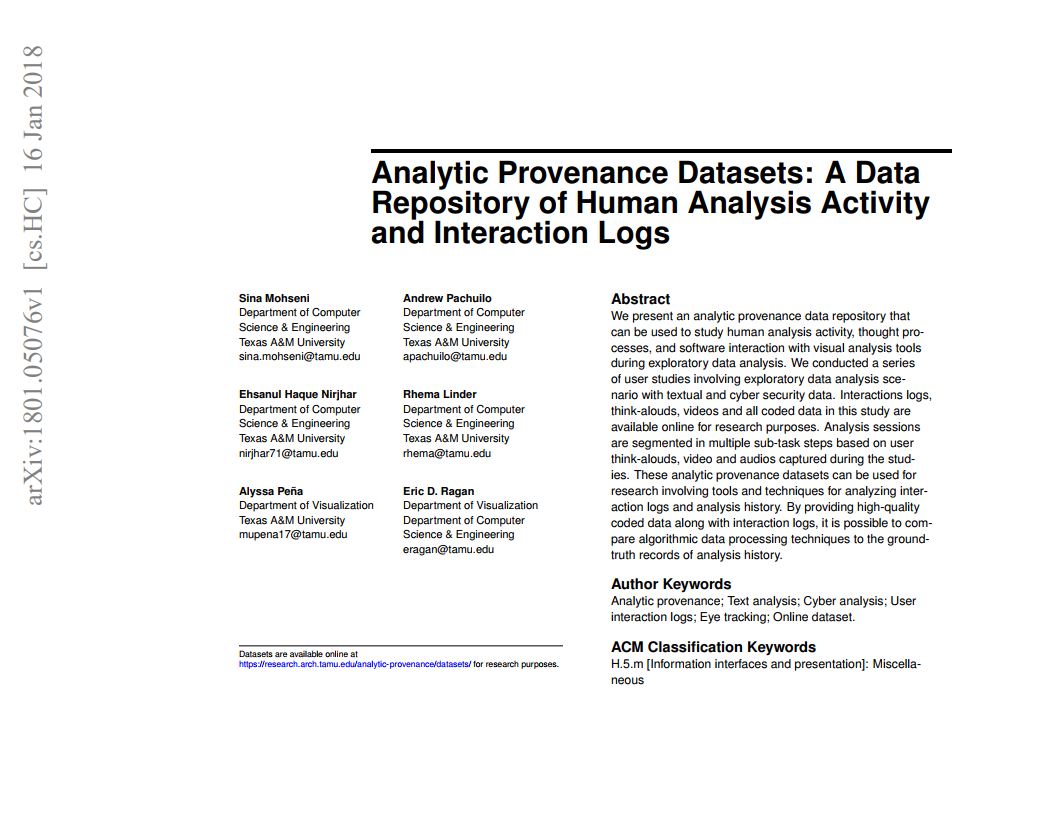 arXiv:1801.05076v1 [cs.HC] 16 Jan 2018
Analytic Provenance Datasets: A Data
Repository of Human Analysis Activity
and Interaction Logs
Sina Mohseni
Department of Computer
Science & Engineering
Texas A&M University
sina.mohseni@tamu.edu
Andrew Pachuilo
Department of Computer
Science & Engineering
Texas A&M University
apachuilo@tamu.edu
Ehsanul Haque Nirjhar
Department of Computer
Science & Engineering
Texas A&M University
nirjhar71@tamu.edu
Rhema Linder
Department of Computer
Science & Engineering
Texas A&M University
rhema@tamu.edu
Alyssa Peña
Department of Visualization
Texas A&M University
mupena17@tamu.edu
Eric D. Ragan
Department of Visualization
Department of Computer
Science & Engineering
eragan@tamu.edu
Datasets are available online at
https://research.arch.tamu.edu/analytic-provenance/datasets/ for research purposes.
Abstract
We present an analytic provenance data repository that
can be used to study human analysis activity, thought pro-
cesses, and software interaction with visual analysis tools
during exploratory data analysis. We conducted a series
of user studies involving exploratory data analysis sce-
nario with textual and cyber security data. Interactions logs,
think-alouds, videos and all coded data in this study are
available online for research purposes. Analysis sessions
are segmented in multiple sub-task steps based on user
think-alouds, video and audios captured during the stud-
ies. These analytic provenance datasets can be used for
research involving tools and techniques for analyzing inter-
action logs and analysis history. By providing high-quality
coded data along with interaction logs, it is possible to com-
pare algorithmic data processing techniques to the ground-
truth records of analysis history.
Author Keywords
Analytic provenance; Text analysis; Cyber analysis; User
interaction logs; Eye tracking; Online dataset.
ACM Classification Keywords
H.5.m [Information interfaces and presentation]: Miscella-
neous